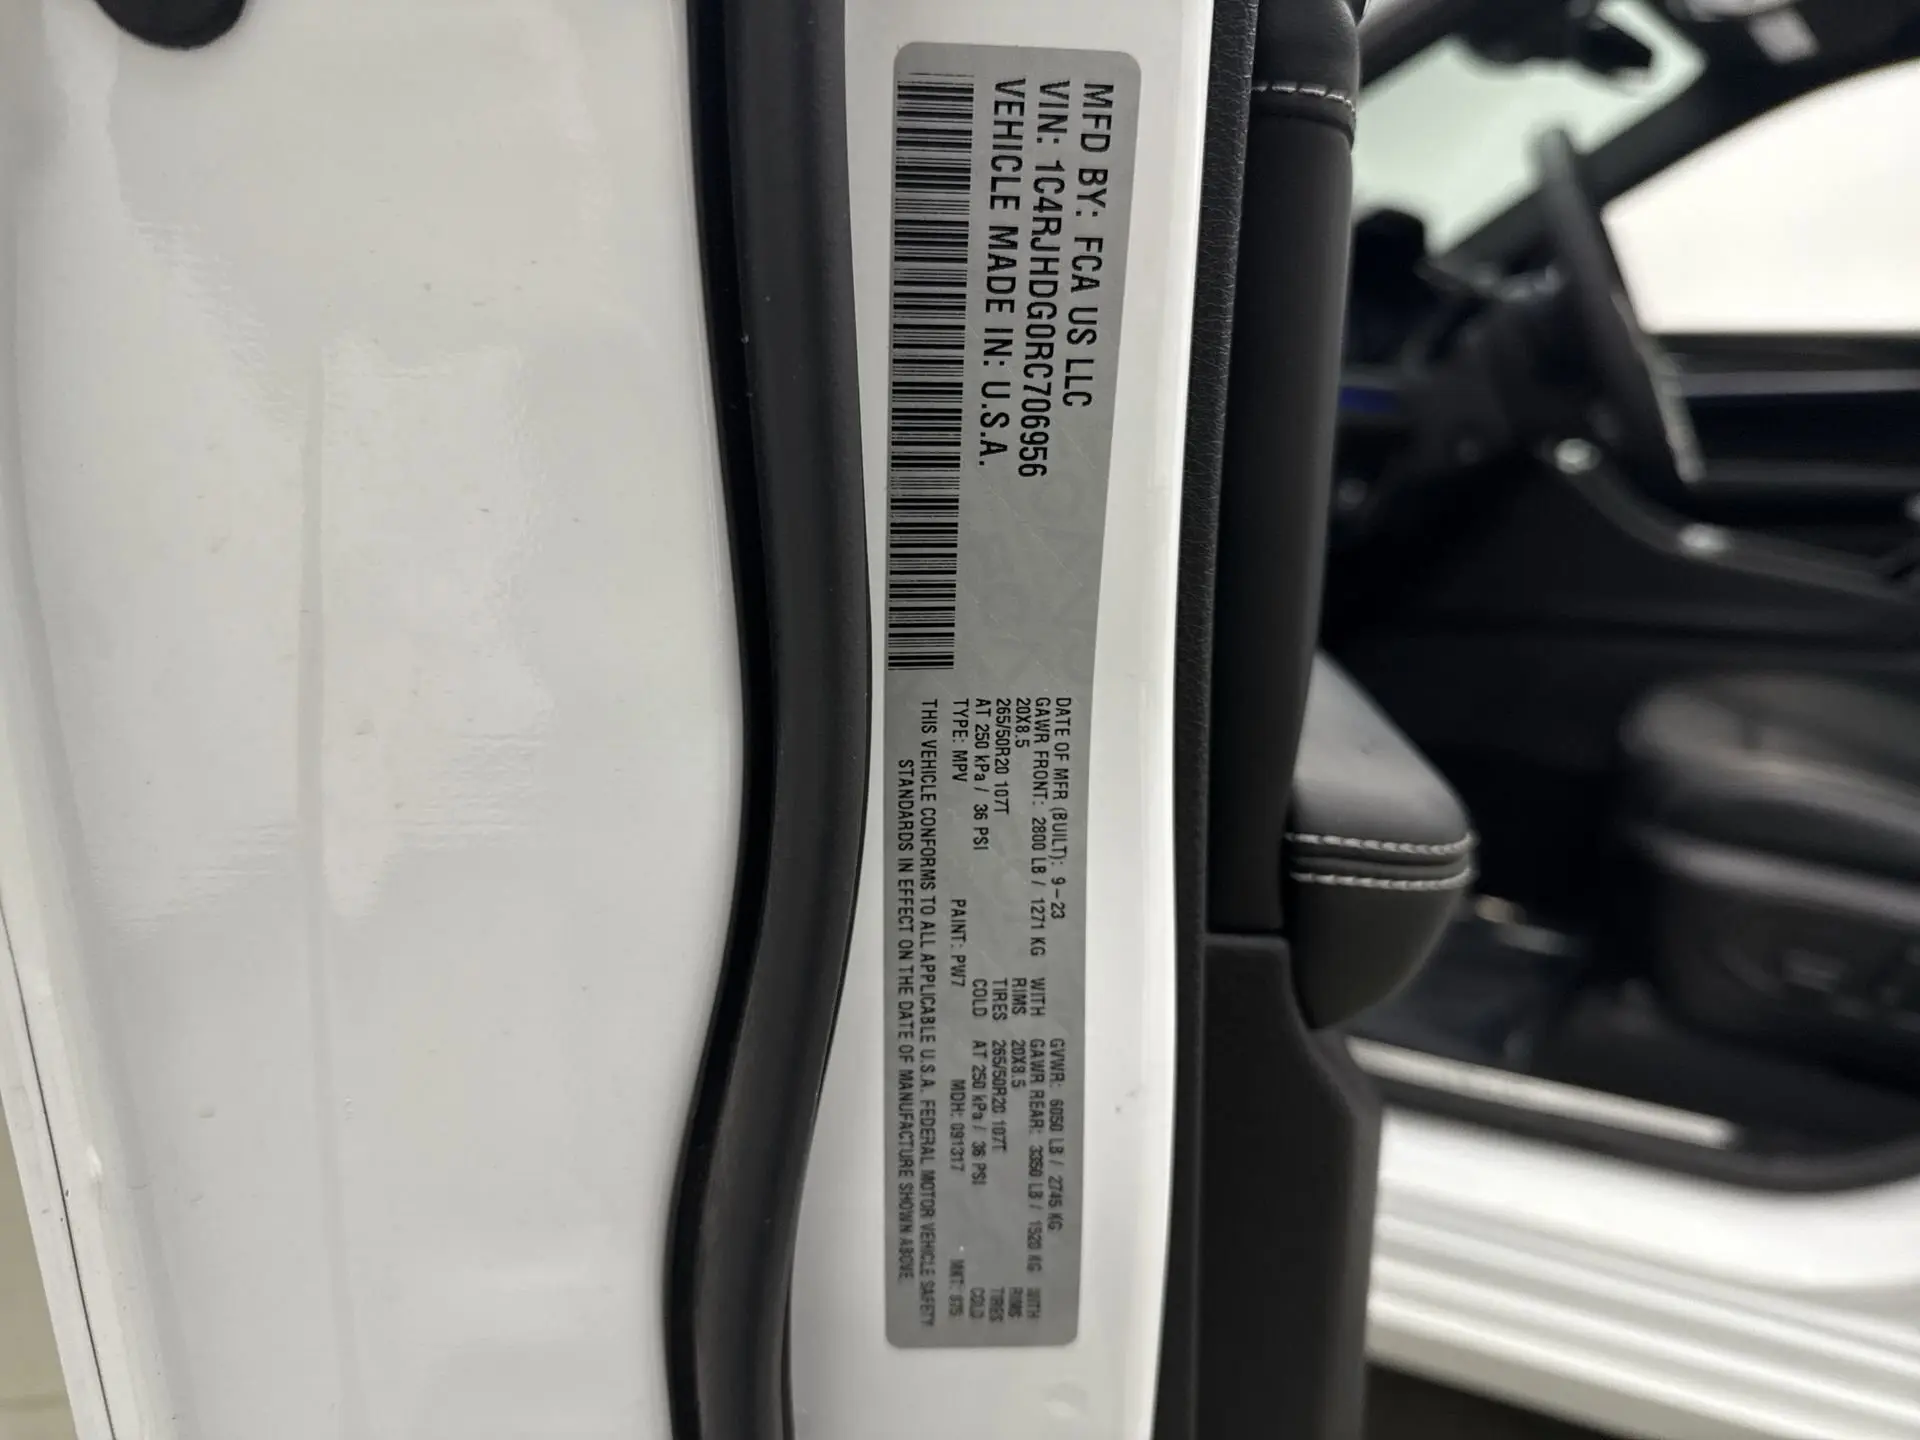 MFD BY: FCA US LLC
VIN: 1C4RJHDG0RC706956
VEHICLE MADE IN: U.S.A.
DATE OF MFR (BUILT): 9-23 GVWR: 6050 LB / 2745 KG
GAWR FRONT: 2800 LB / 1271 KG WITH GAWR REAR: 3350 LB / 1520 KG WITH
20X8.5 RIMS 20X8.5 RIMS
265/50R20 107T TIRES 265/50R20 107T TIRES
AT 250 kPa / 36 PSI COLD AT 250 kPa / 36 PSI COLD
TYPE: MPV PAINT: PW7 MDH: 091317 MKT:
THIS VEHICLE CONFORMS TO ALL APPLICABLE U.S.A. FEDERAL MOTOR VEHICLE SAFETY
STANDARDS IN EFFECT ON THE DATE OF MANUFACTURE SHOWN ABOVE.